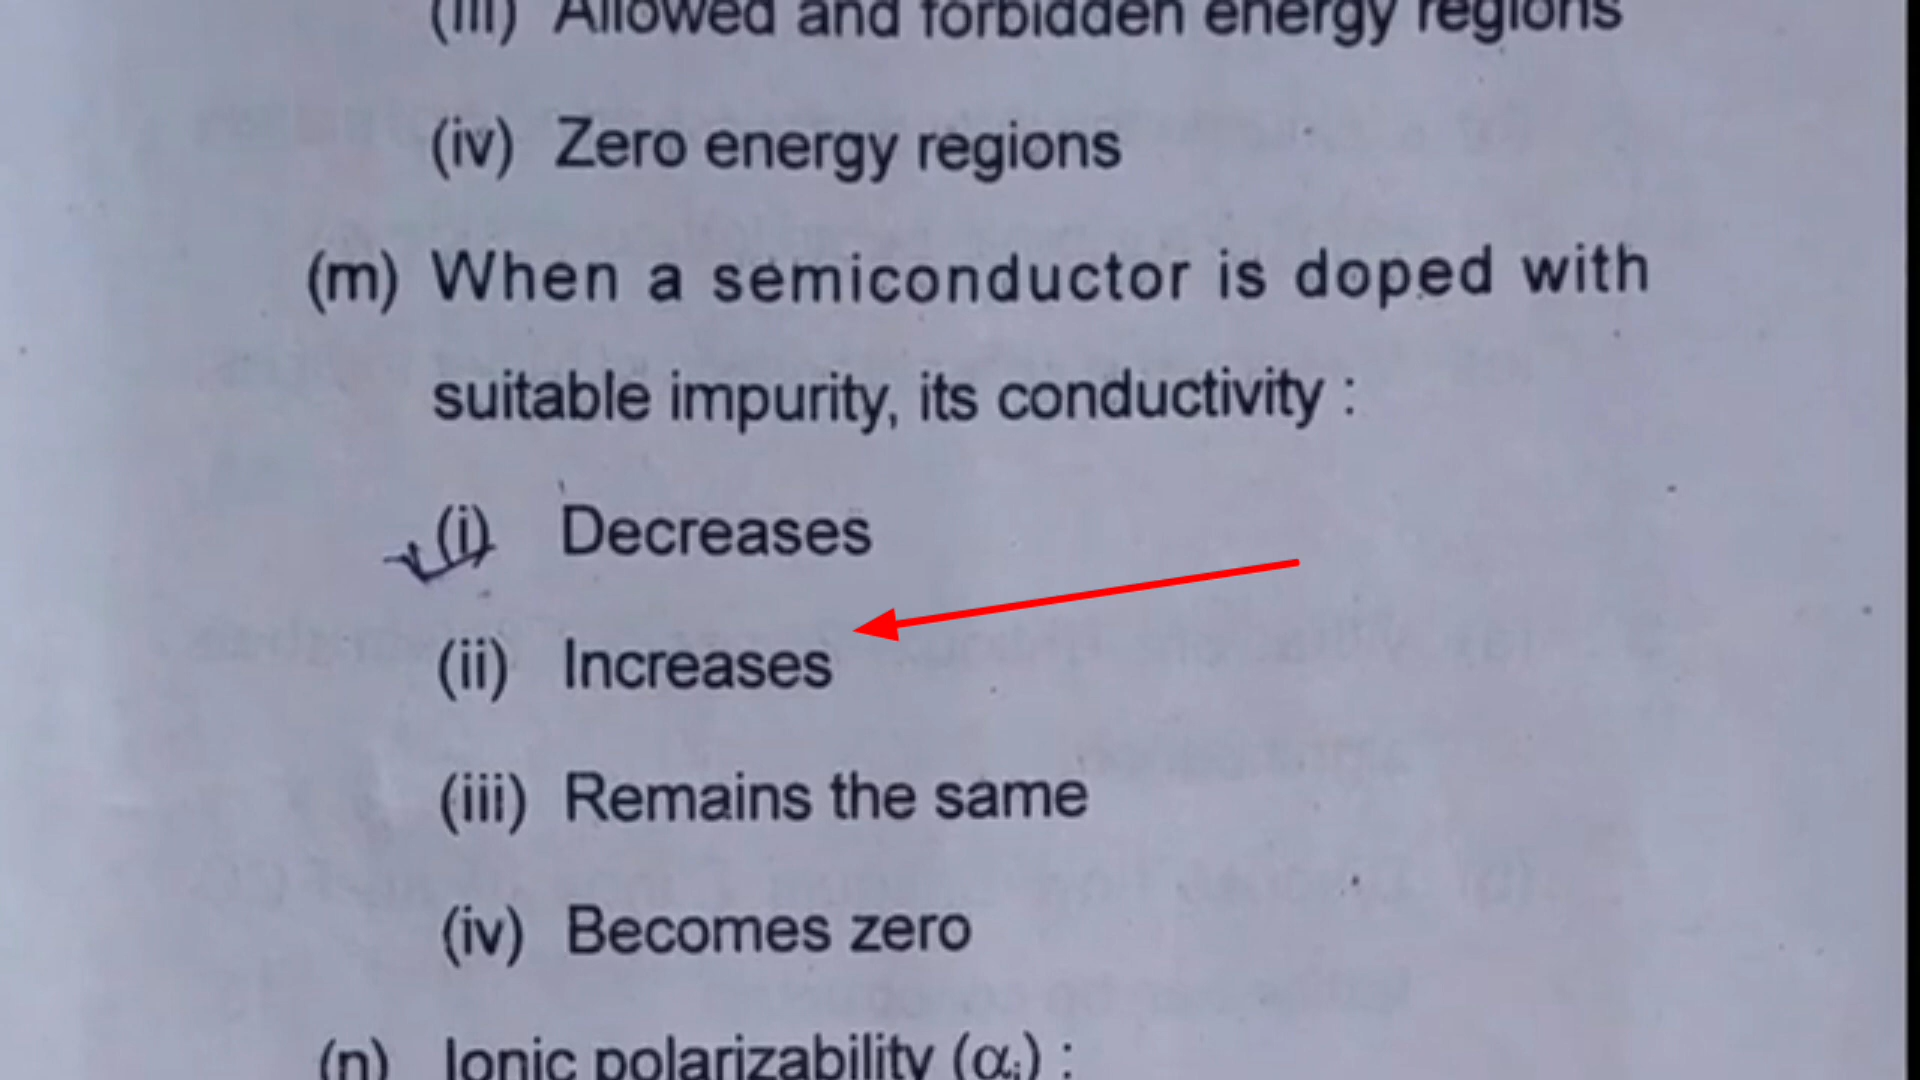 (iii) Allowed and forbidden energy regions
(iv) Zero energy regions
(m) When a semiconductor is doped with
suitable impurity, its conductivity :
(i) Decreases
(ii) Increases
(iii) Remains the same
(iv) Becomes zero
(n) Ionic polarizability (αᵢ) :